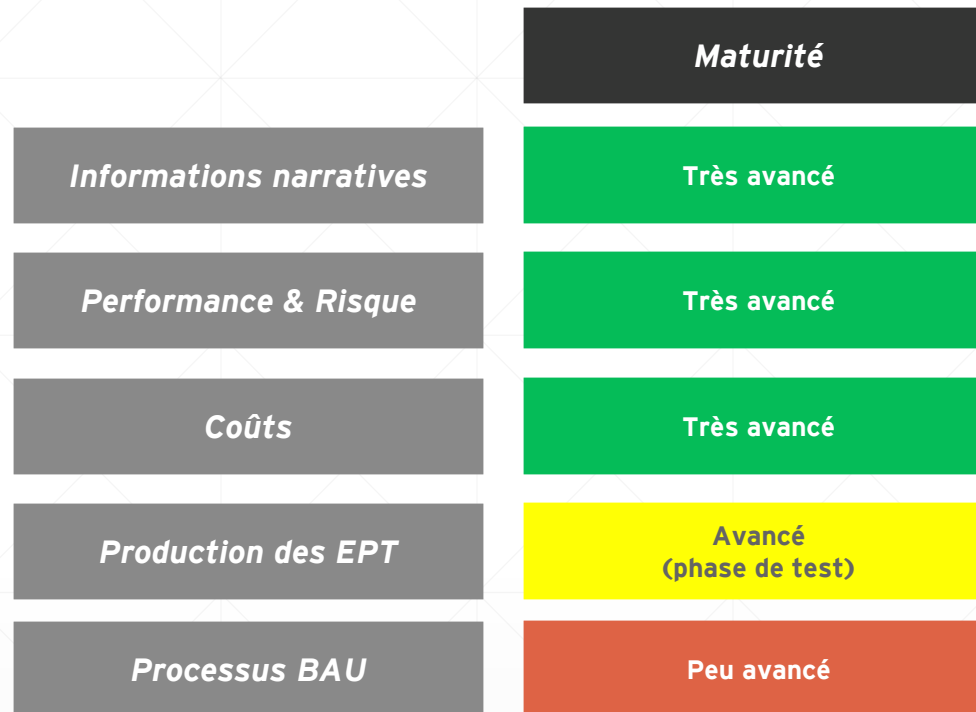 Maturité
Informations narratives
Très avancé
Performance & Risque
Très avancé
Coûts
Très avancé
Production des EPT
Avancé
(phase de test)
Processus BAU
Peu avancé